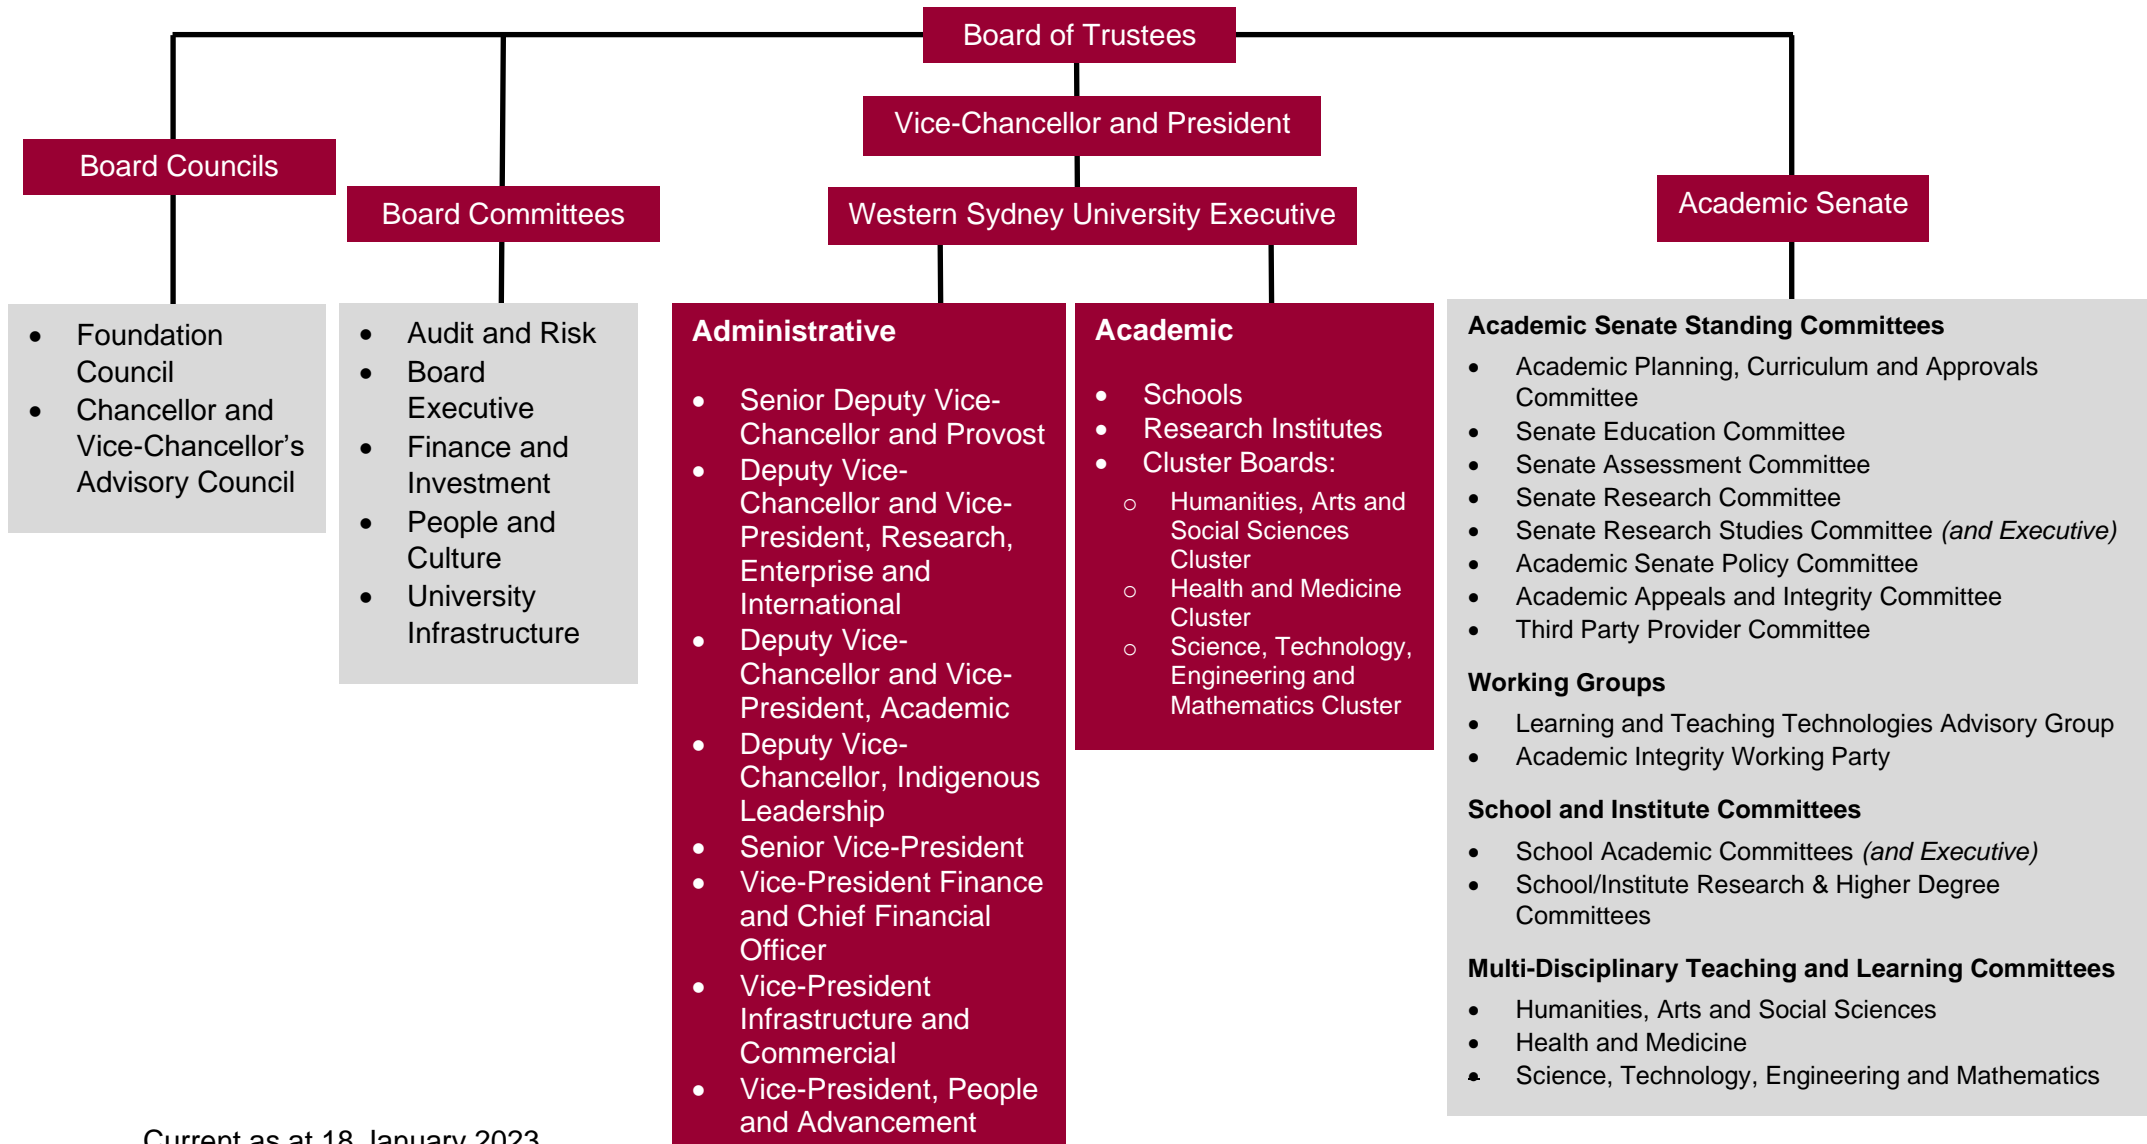 Board of Trustees
Vice-Chancellor and President
Board Councils
Board Committees
Western Sydney University Executive
Academic Senate
• Foundation
Council
• Chancellor and
Vice-Chancellor’s
Advisory Council
• Audit and Risk
• Board
Executive
• Finance and
Investment
• People and
Culture
• University
Infrastructure
Administrative
• Senior Deputy Vice-
Chancellor and Provost
• Deputy Vice-
Chancellor and Vice-
President, Research,
Enterprise and
International
• Deputy Vice-
Chancellor and Vice-
President, Academic
• Deputy Vice-
Chancellor, Indigenous
Leadership
• Senior Vice-President
• Vice-President Finance
and Chief Financial
Officer
• Vice-President
Infrastructure and
Commercial
• Vice-President, People
and Advancement
Academic
• Schools
• Research Institutes
• Cluster Boards:
o Humanities, Arts and
Social Sciences
Cluster
o Health and Medicine
Cluster
o Science, Technology,
Engineering and
Mathematics Cluster
Academic Senate Standing Committees
• Academic Planning, Curriculum and Approvals
Committee
• Senate Education Committee
• Senate Assessment Committee
• Senate Research Committee
• Senate Research Studies Committee (and Executive)
• Academic Senate Policy Committee
• Academic Appeals and Integrity Committee
• Third Party Provider Committee
Working Groups
• Learning and Teaching Technologies Advisory Group
• Academic Integrity Working Party
School and Institute Committees
• School Academic Committees (and Executive)
• School/Institute Research & Higher Degree
Committees
Multi-Disciplinary Teaching and Learning Committees
• Humanities, Arts and Social Sciences
• Health and Medicine
• Science, Technology, Engineering and Mathematics
Current as at 18 January 2023